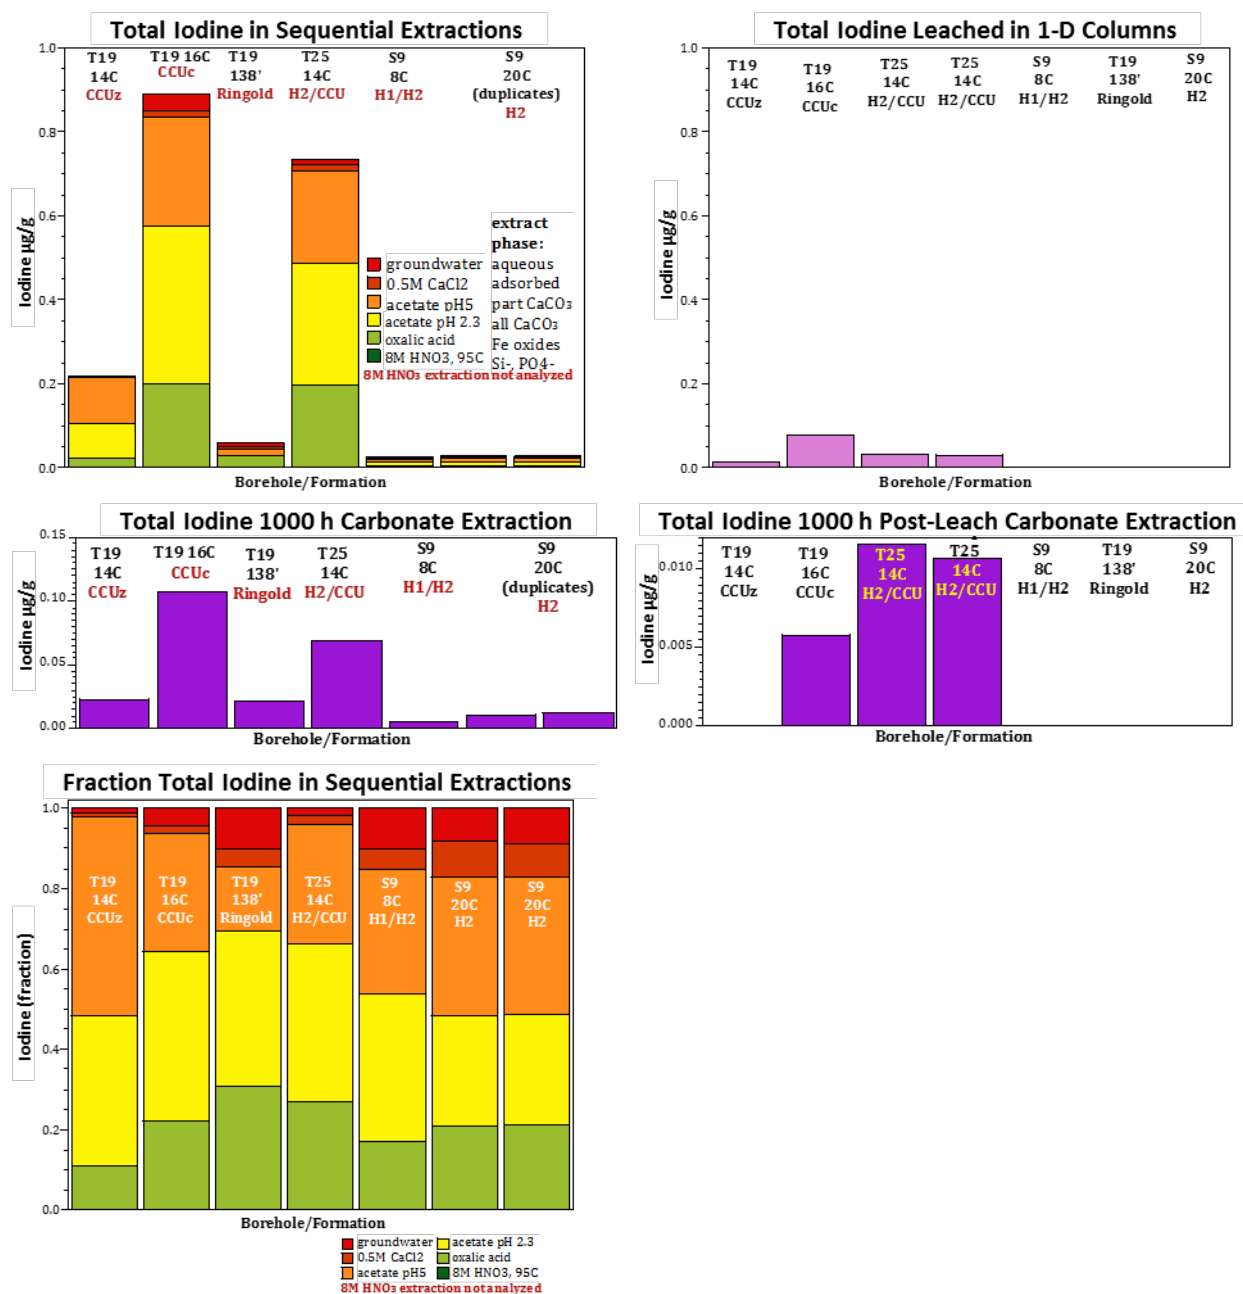 Total Iodine in Sequential Extractions
T19
14C
CCUz
T19 16C
CCUc
T19
138'
Ringold
T25
14C
H2/CCU
S9
8C
H1/H2
S9
20C
(duplicates)
H2
1.0
0.8
0.6
0.4
0.2
0.0
Iodine µg/g
groundwater
0.5M CaCl2
acetate pH5
acetate pH 2.3
oxalic acid
8M HNO3, 95C
extract
phase:
aqueous
adsorbed
part CaCO₃
all CaCO₃
Fe oxides
Si-, PO4-
8M HNO₃ extraction not analyzed
Borehole/Formation
Total Iodine Leached in 1-D Columns
T19
14C
CCUz
T19
16C
CCUc
T25
14C
H2/CCU
T25
14C
H2/CCU
S9
8C
H1/H2
T19
138'
Ringold
S9
20C
H2
1.0
0.8
0.6
0.4
0.2
0.0
Iodine µg/g
Borehole/Formation
Total Iodine 1000 h Carbonate Extraction
T19
14C
CCUz
T19 16C
CCUc
T19
138'
Ringold
T25
14C
H2/CCU
S9
8C
H1/H2
S9
20C
(duplicates)
H2
0.15
0.10
0.05
0.00
Iodine µg/g
Borehole/Formation
Total Iodine 1000 h Post-Leach Carbonate Extraction
T19
14C
CCUz
T19
16C
CCUc
T25
14C
H2/CCU
T25
14C
H2/CCU
S9
8C
H1/H2
T19
138'
Ringold
S9
20C
H2
0.010
0.005
0.000
Iodine µg/g
Borehole/Formation
Fraction Total Iodine in Sequential Extractions
1.0
0.8
0.6
0.4
0.2
0.0
Iodine (fraction)
T19
14C
CCUz
T19
16C
CCUc
T19
138'
Ringold
T25
14C
H2/CCU
S9
8C
H1/H2
S9
20C
H2
S9
20C
H2
Borehole/Formation
groundwater
0.5M CaCl2
acetate pH5
acetate pH 2.3
oxalic acid
8M HNO3, 95C
8M HNO₃ extraction not analyzed